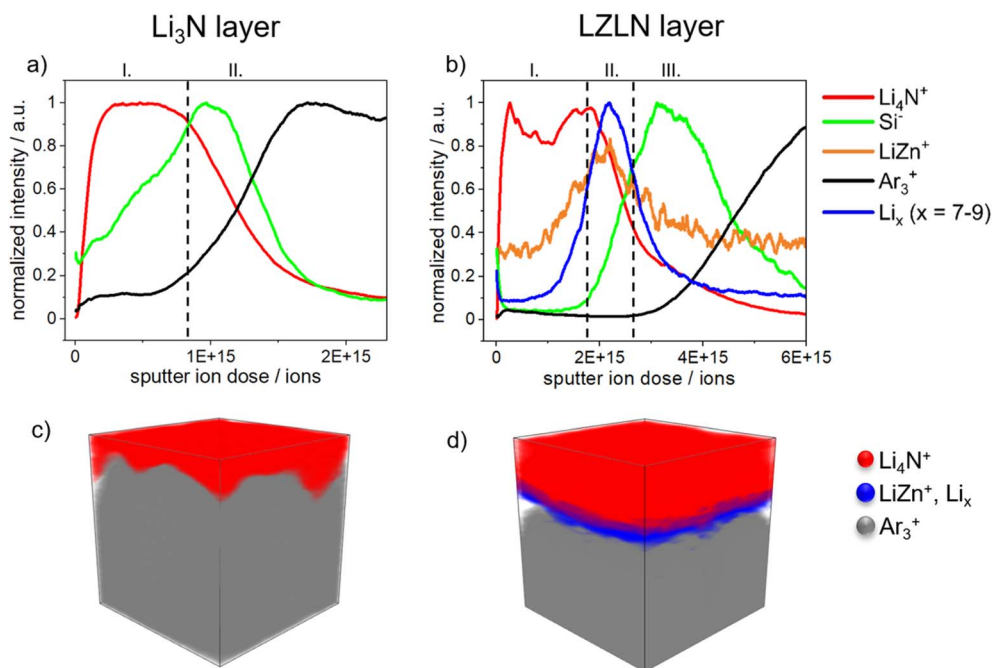 Li₃N layer
LZLN layer
a)
I.
II.
normalized intensity / a.u.
1
0.8
0.6
0.4
0.2
0
0
1E+15
2E+15
sputter ion dose / ions
b)
I.
II.
III.
normalized intensity / a.u.
1
0.8
0.6
0.4
0.2
0
0
2E+15
4E+15
6E+15
sputter ion dose / ions
Li₄N⁺
Si⁻
LiZn⁺
Ar₃⁺
Liₓ (x = 7-9)
c)
d)
Li₄N⁺
LiZn⁺, Liₓ
Ar₃⁺